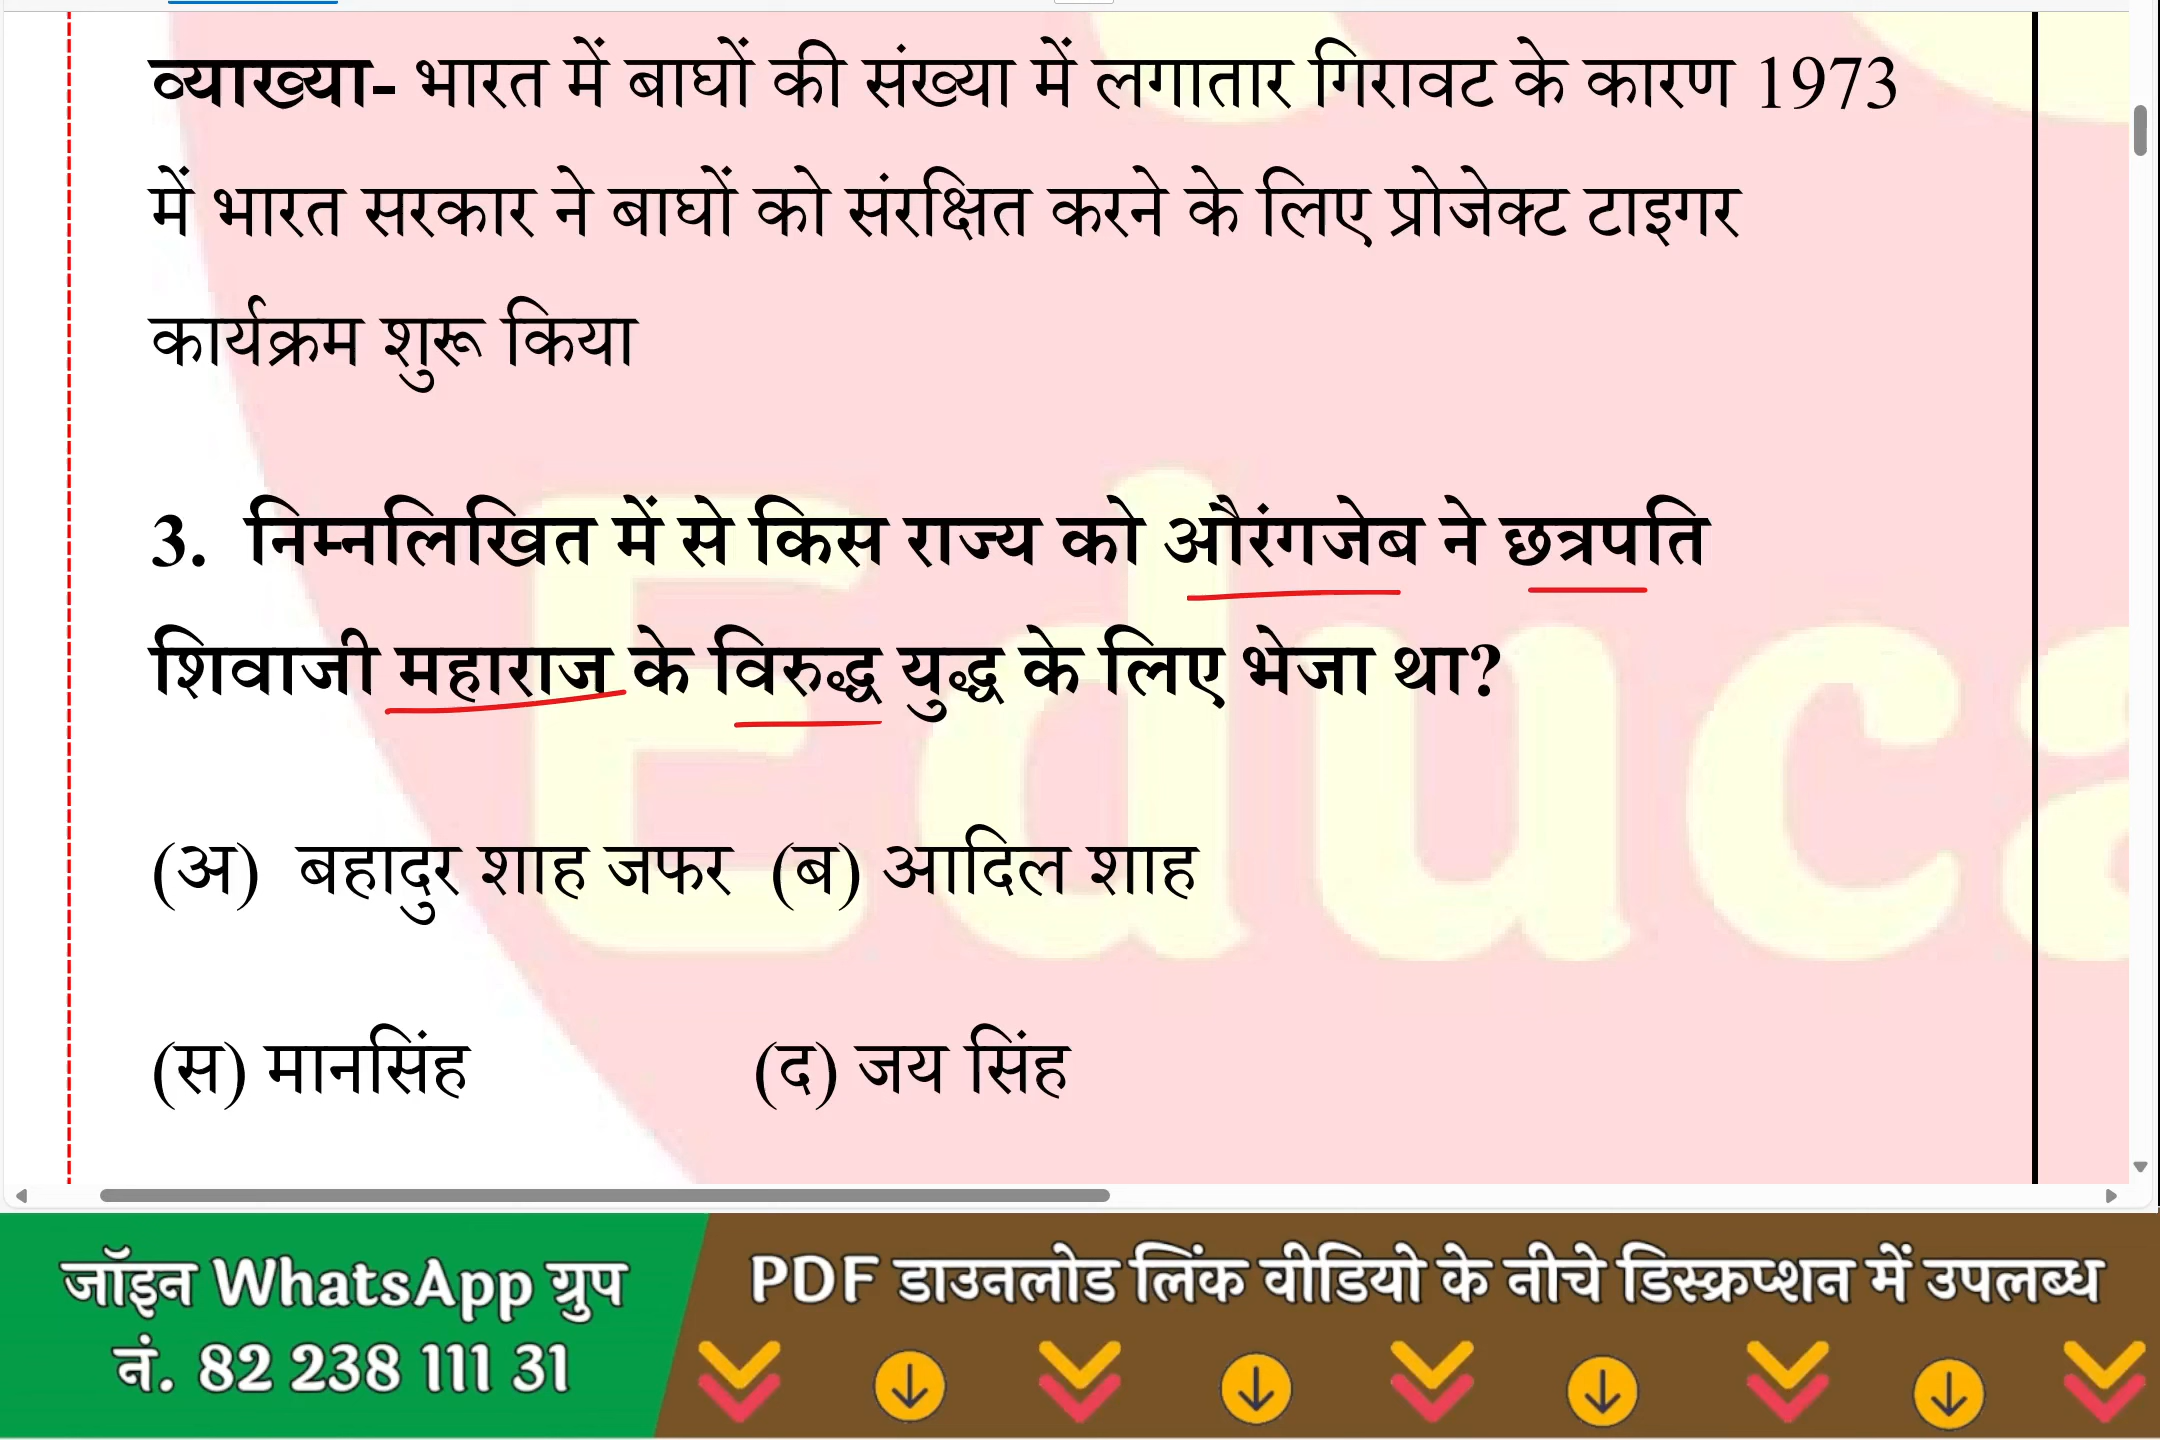 व्याख्या- भारत में बाघों की संख्या में लगातार गिरावट के कारण 1973
में भारत सरकार ने बाघों को संरक्षित करने के लिए प्रोजेक्ट टाइगर
कार्यक्रम शुरू किया
3. निम्नलिखित में से किस राज्य को औरंगजेब ने छत्रपति
शिवाजी महाराज के विरुद्ध युद्ध के लिए भेजा था?
(अ) बहादुर शाह जफर (ब) आदिल शाह
(स) मानसिंह (द) जय सिंह
Educa
जॉइन WhatsApp ग्रुप
नं. 82 238 111 31
PDF डाउनलोड लिंक वीडियो के नीचे डिस्क्रप्शन में उपलब्ध